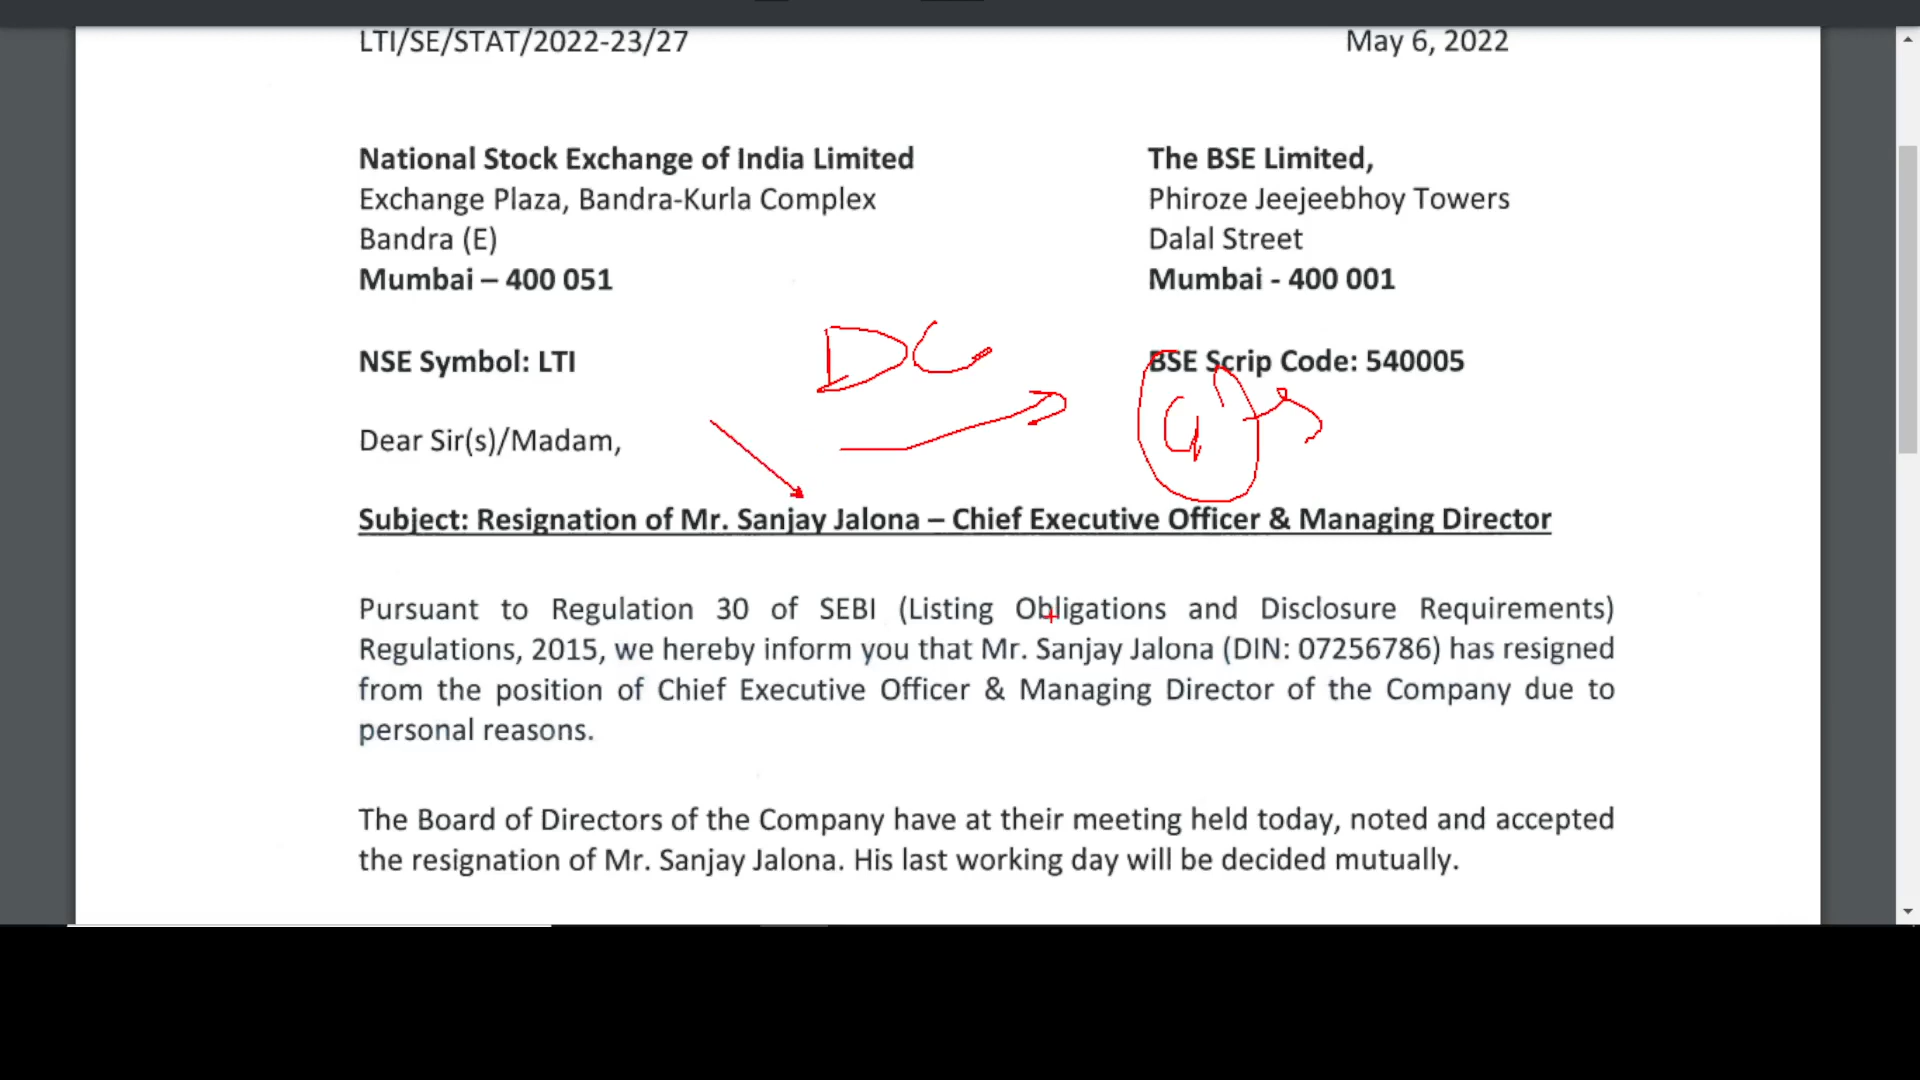 LTI/SE/STAT/2022-23/27 May 6, 2022
National Stock Exchange of India Limited The BSE Limited,
Exchange Plaza, Bandra-Kurla Complex Phiroze Jeejeebhoy Towers
Bandra (E) Dalal Street
Mumbai – 400 051 Mumbai - 400 001
DC
NSE Symbol: LTI BSE Scrip Code: 540005
Dear Sir(s)/Madam,
Subject: Resignation of Mr. Sanjay Jalona – Chief Executive Officer & Managing Director
Pursuant to Regulation 30 of SEBI (Listing Obligations and Disclosure Requirements)
Regulations, 2015, we hereby inform you that Mr. Sanjay Jalona (DIN: 07256786) has resigned
from the position of Chief Executive Officer & Managing Director of the Company due to
personal reasons.
The Board of Directors of the Company have at their meeting held today, noted and accepted
the resignation of Mr. Sanjay Jalona. His last working day will be decided mutually.